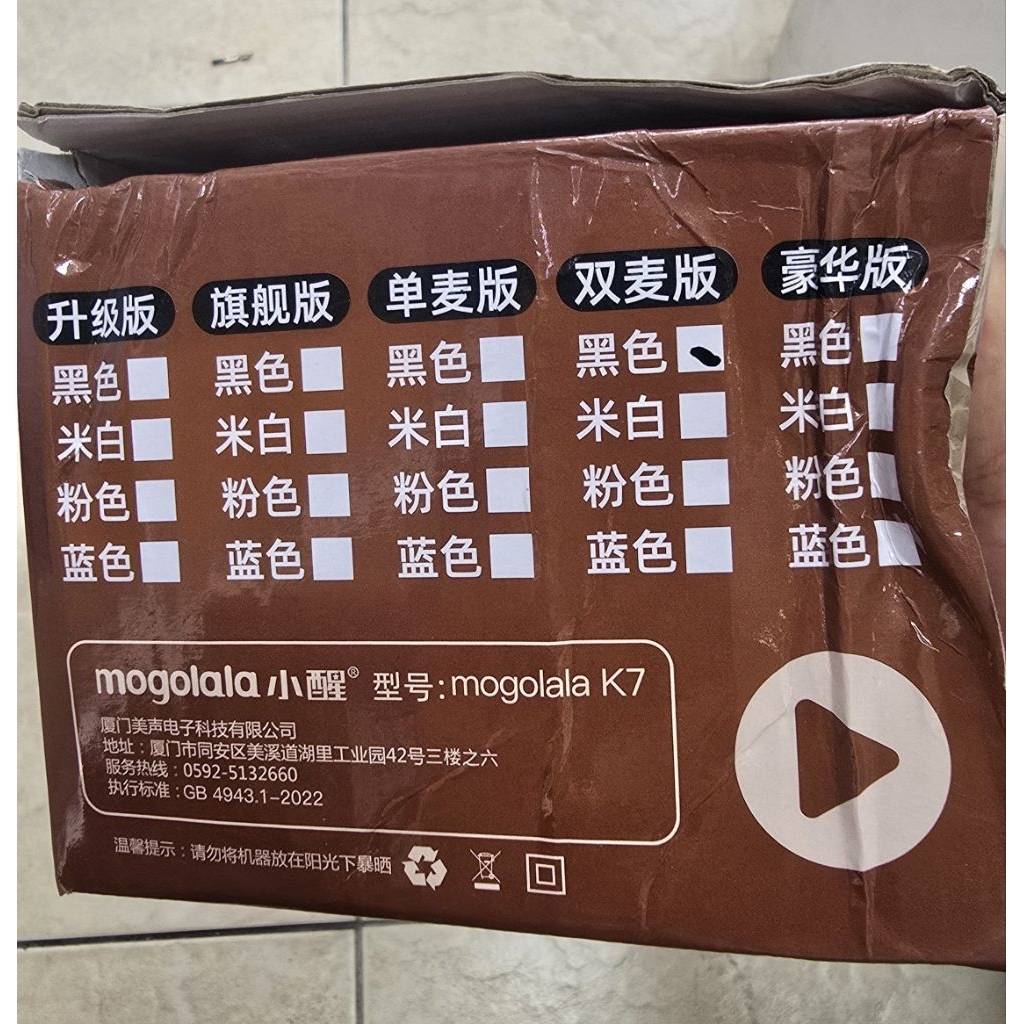 升级版 旗舰版 单麦版 双麦版 豪华版
黑色 黑色 黑色 黑色 黑色
米白 米白 米白 米白 米白
粉色 粉色 粉色 粉色 粉色
蓝色 蓝色 蓝色 蓝色 蓝色
mogolala 小醒® 型号:mogolala K7
厦门美声电子科技有限公司
地址:厦门市同安区美溪道湖里工业园42号三楼之六
服务热线:0592-5132660
执行标准:GB 4943.1-2022
温馨提示:请勿将机器放在阳光下暴晒